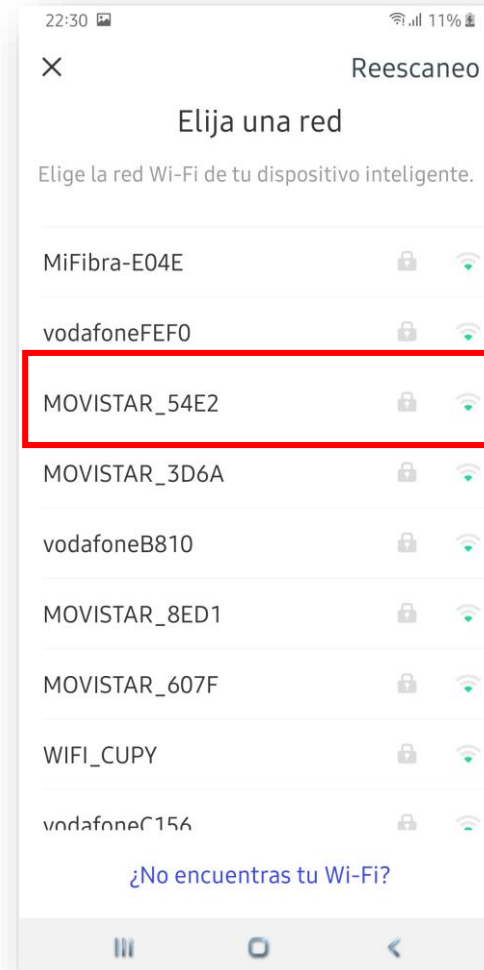 22:30 11%
Reescaneo
Elija una red
Elige la red Wi-Fi de tu dispositivo inteligente.
MiFibra-E04E
vodafoneFEF0
MOVISTAR_54E2
MOVISTAR_3D6A
vodafoneB810
MOVISTAR_8ED1
MOVISTAR_607F
WIFI_CUPY
vodafoneC156
¿No encuentras tu Wi-Fi?